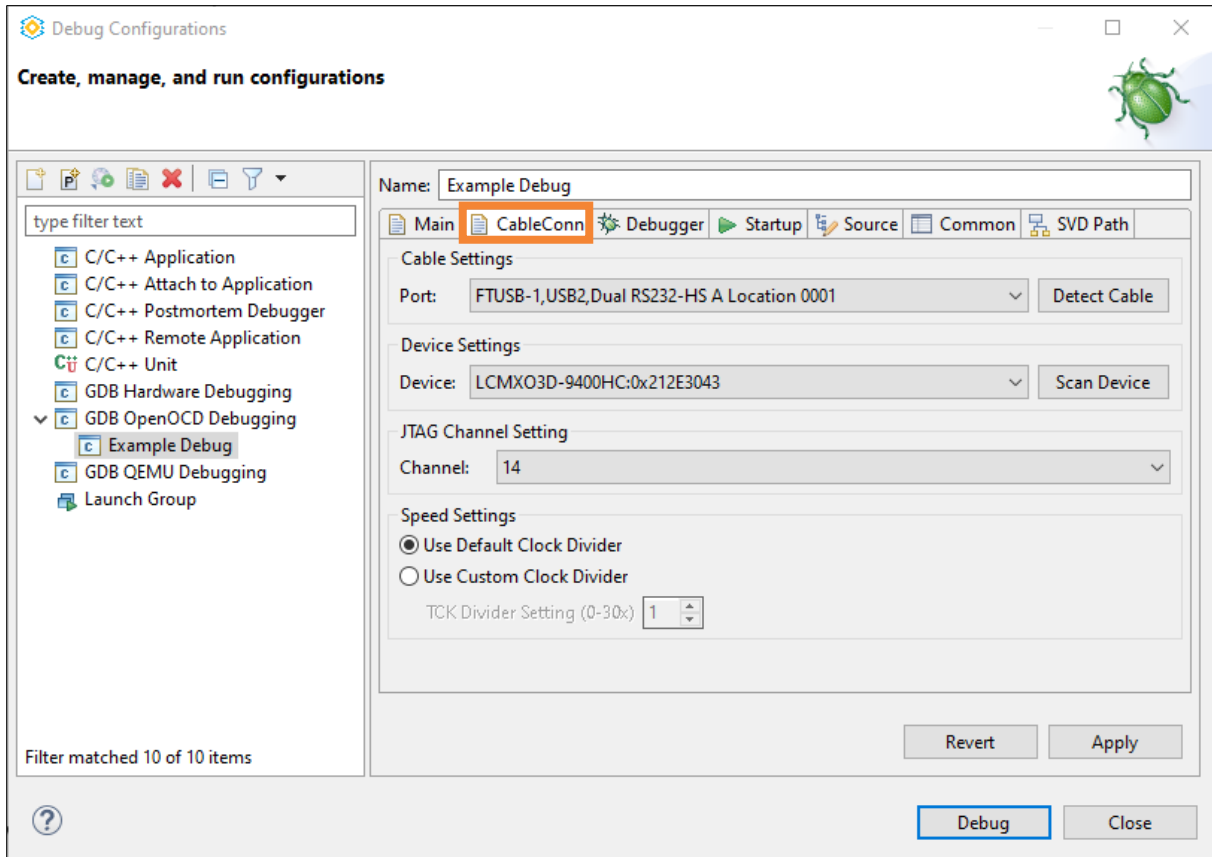 Debug Configurations
Create, manage, and run configurations
type filter text
C/C++ Application
C/C++ Attach to Application
C/C++ Postmortem Debugger
C/C++ Remote Application
C/C++ Unit
GDB Hardware Debugging
GDB OpenOCD Debugging
Example Debug
GDB QEMU Debugging
Launch Group
Filter matched 10 of 10 items
Name: Example Debug
Main CableConn Debugger Startup Source Common SVD Path
Cable Settings
Port: FTUSB-1,USB2,Dual RS232-HS A Location 0001 Detect Cable
Device Settings
Device: LCMXO3D-9400HC:0x212E3043 Scan Device
JTAG Channel Setting
Channel: 14
Speed Settings
Use Default Clock Divider
Use Custom Clock Divider
TCK Divider Setting (0-30x) 1
Revert Apply
Debug Close